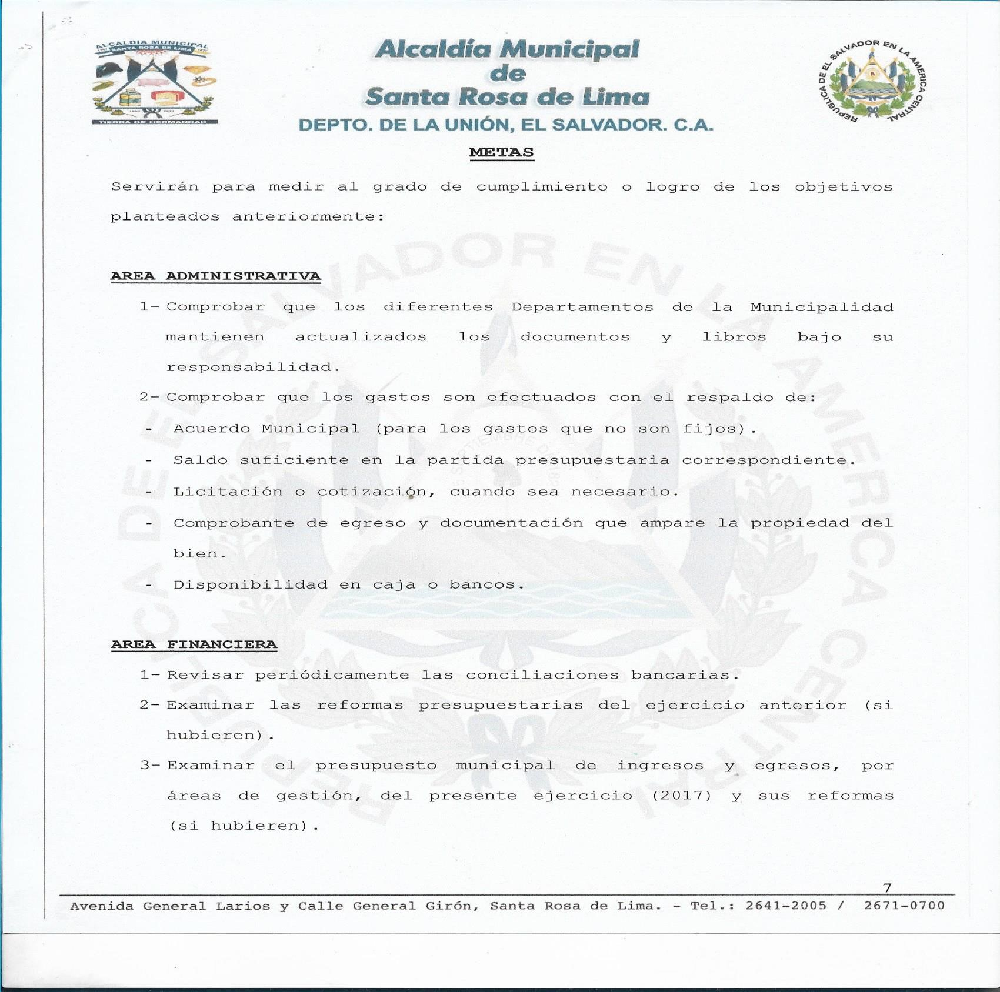 ALCALDIA MUNICIPAL
SANTA ROSA DE LIMA
TIERRA DE HERMANDAD
Alcaldía Municipal
de
Santa Rosa de Lima
DEPTO. DE LA UNIÓN, EL SALVADOR. C.A.
REPUBLICA DE EL SALVADOR EN LA AMERICA CENTRAL
METAS
Servirán para medir al grado de cumplimiento o logro de los objetivos
planteados anteriormente:
AREA ADMINISTRATIVA
1- Comprobar que los diferentes Departamentos de la Municipalidad
mantienen actualizados los documentos y libros bajo su
responsabilidad.
2- Comprobar que los gastos son efectuados con el respaldo de:
- Acuerdo Municipal (para los gastos que no son fijos).
- Saldo suficiente en la partida presupuestaria correspondiente.
- Licitación o cotización, cuando sea necesario.
- Comprobante de egreso y documentación que ampare la propiedad del
bien.
- Disponibilidad en caja o bancos.
AREA FINANCIERA
1- Revisar periódicamente las conciliaciones bancarias.
2- Examinar las reformas presupuestarias del ejercicio anterior (si
hubieren).
3- Examinar el presupuesto municipal de ingresos y egresos, por
áreas de gestión, del presente ejercicio (2017) y sus reformas
(si hubieren).
REPUBLICA DE EL SALVADOR EN LA AMERICA CENTRAL
7
Avenida General Larios y Calle General Girón, Santa Rosa de Lima. - Tel.: 2641-2005 / 2671-0700